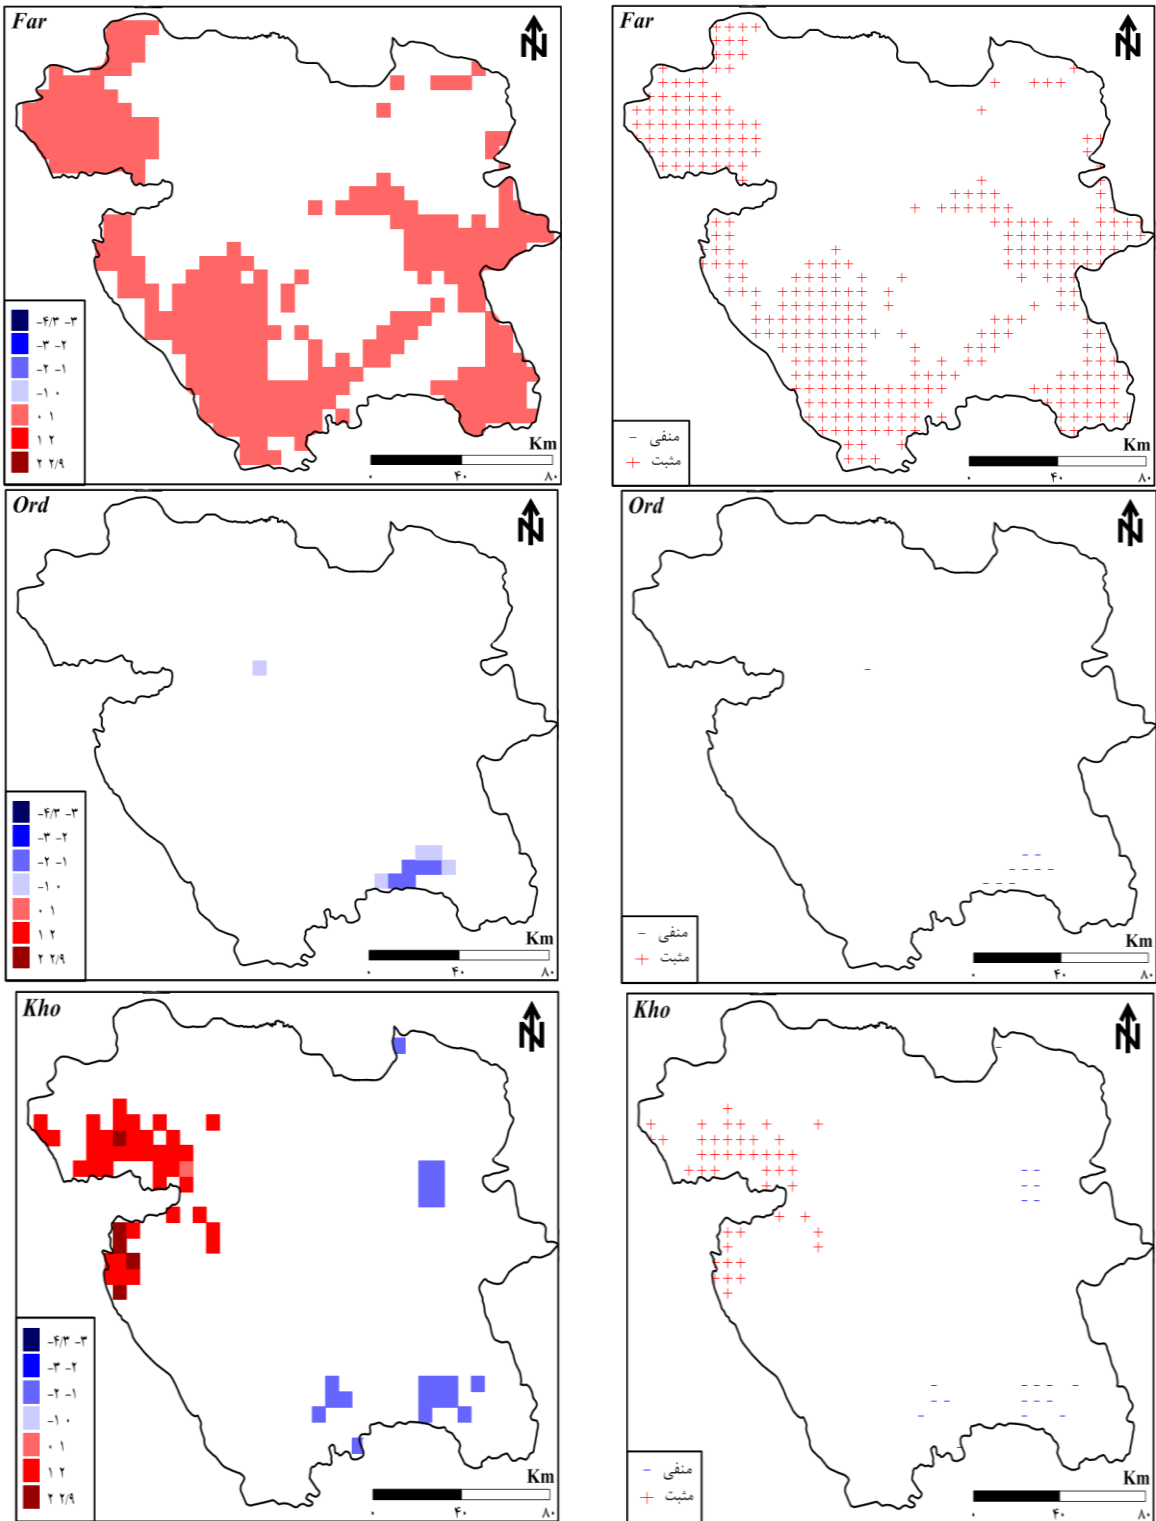 Far
N
-۴/۳ -۳
-۳ -۲
-۲ -۱
-۱ ۰
۰ ۱
۱ ۲
۲ ۲/۹
Km
۰ ۴۰ ۸۰
Far
N
منفی -
مثبت +
Km
۰ ۴۰ ۸۰
Ord
N
-۴/۳ -۳
-۳ -۲
-۲ -۱
-۱ ۰
۰ ۱
۱ ۲
۲ ۲/۹
Km
۰ ۴۰ ۸۰
Ord
N
منفی -
مثبت +
Km
۰ ۴۰ ۸۰
Kho
N
-۴/۳ -۳
-۳ -۲
-۲ -۱
-۱ ۰
۰ ۱
۱ ۲
۲ ۲/۹
Km
۰ ۴۰ ۸۰
Kho
N
منفی -
مثبت +
Km
۰ ۴۰ ۸۰